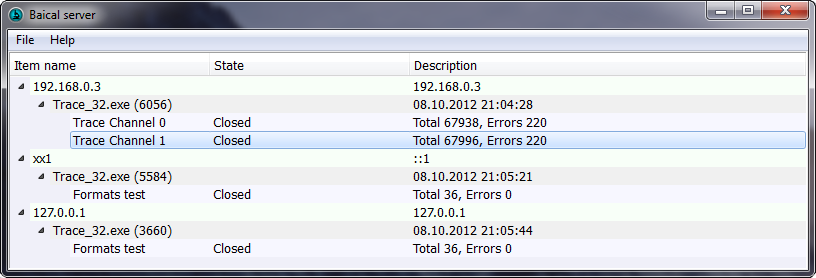 Baical server
File Help
Item name State Description
192.168.0.3 192.168.0.3
Trace_32.exe (6056) 08.10.2012 21:04:28
Trace Channel 0 Closed Total 67938, Errors 220
Trace Channel 1 Closed Total 67996, Errors 220
xx1 ::1
Trace_32.exe (5584) 08.10.2012 21:05:21
Formats test Closed Total 36, Errors 0
127.0.0.1 127.0.0.1
Trace_32.exe (3660) 08.10.2012 21:05:44
Formats test Closed Total 36, Errors 0